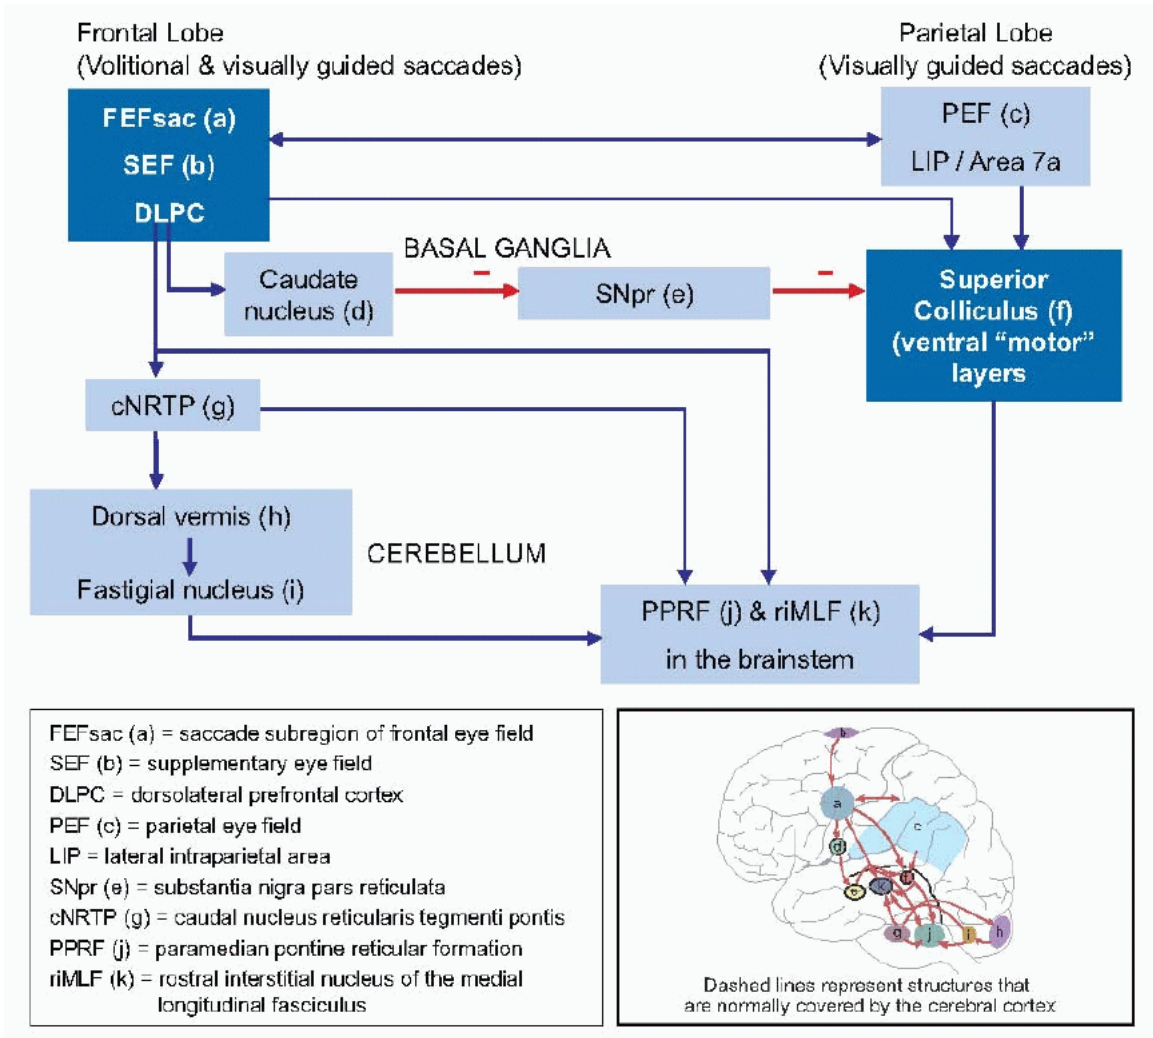 Frontal Lobe
(Volitional & visually guided saccades)
Parietal Lobe
(Visually guided saccades)
FEFsac (a)
SEF (b)
DLPC
PEF (c)
LIP / Area 7a
BASAL GANGLIA
Caudate
nucleus (d)
–
SNpr (e)
–
Superior
Colliculus (f)
(ventral “motor”
layers
cNRTP (g)
Dorsal vermis (h)
Fastigial nucleus (i)
CEREBELLUM
PPRF (j) & riMLF (k)
in the brainstem
FEFsac (a) = saccade subregion of frontal eye field
SEF (b) = supplementary eye field
DLPC = dorsolateral prefrontal cortex
PEF (c) = parietal eye field
LIP = lateral intraparietal area
SNpr (e) = substantia nigra pars reticulata
cNRTP (g) = caudal nucleus reticularis tegmenti pontis
PPRF (j) = paramedian pontine reticular formation
riMLF (k) = rostral interstitial nucleus of the medial
longitudinal fasciculus
b
a
c
d
f
e
k
g
j
i
h
Dashed lines represent structures that
are normally covered by the cerebral cortex